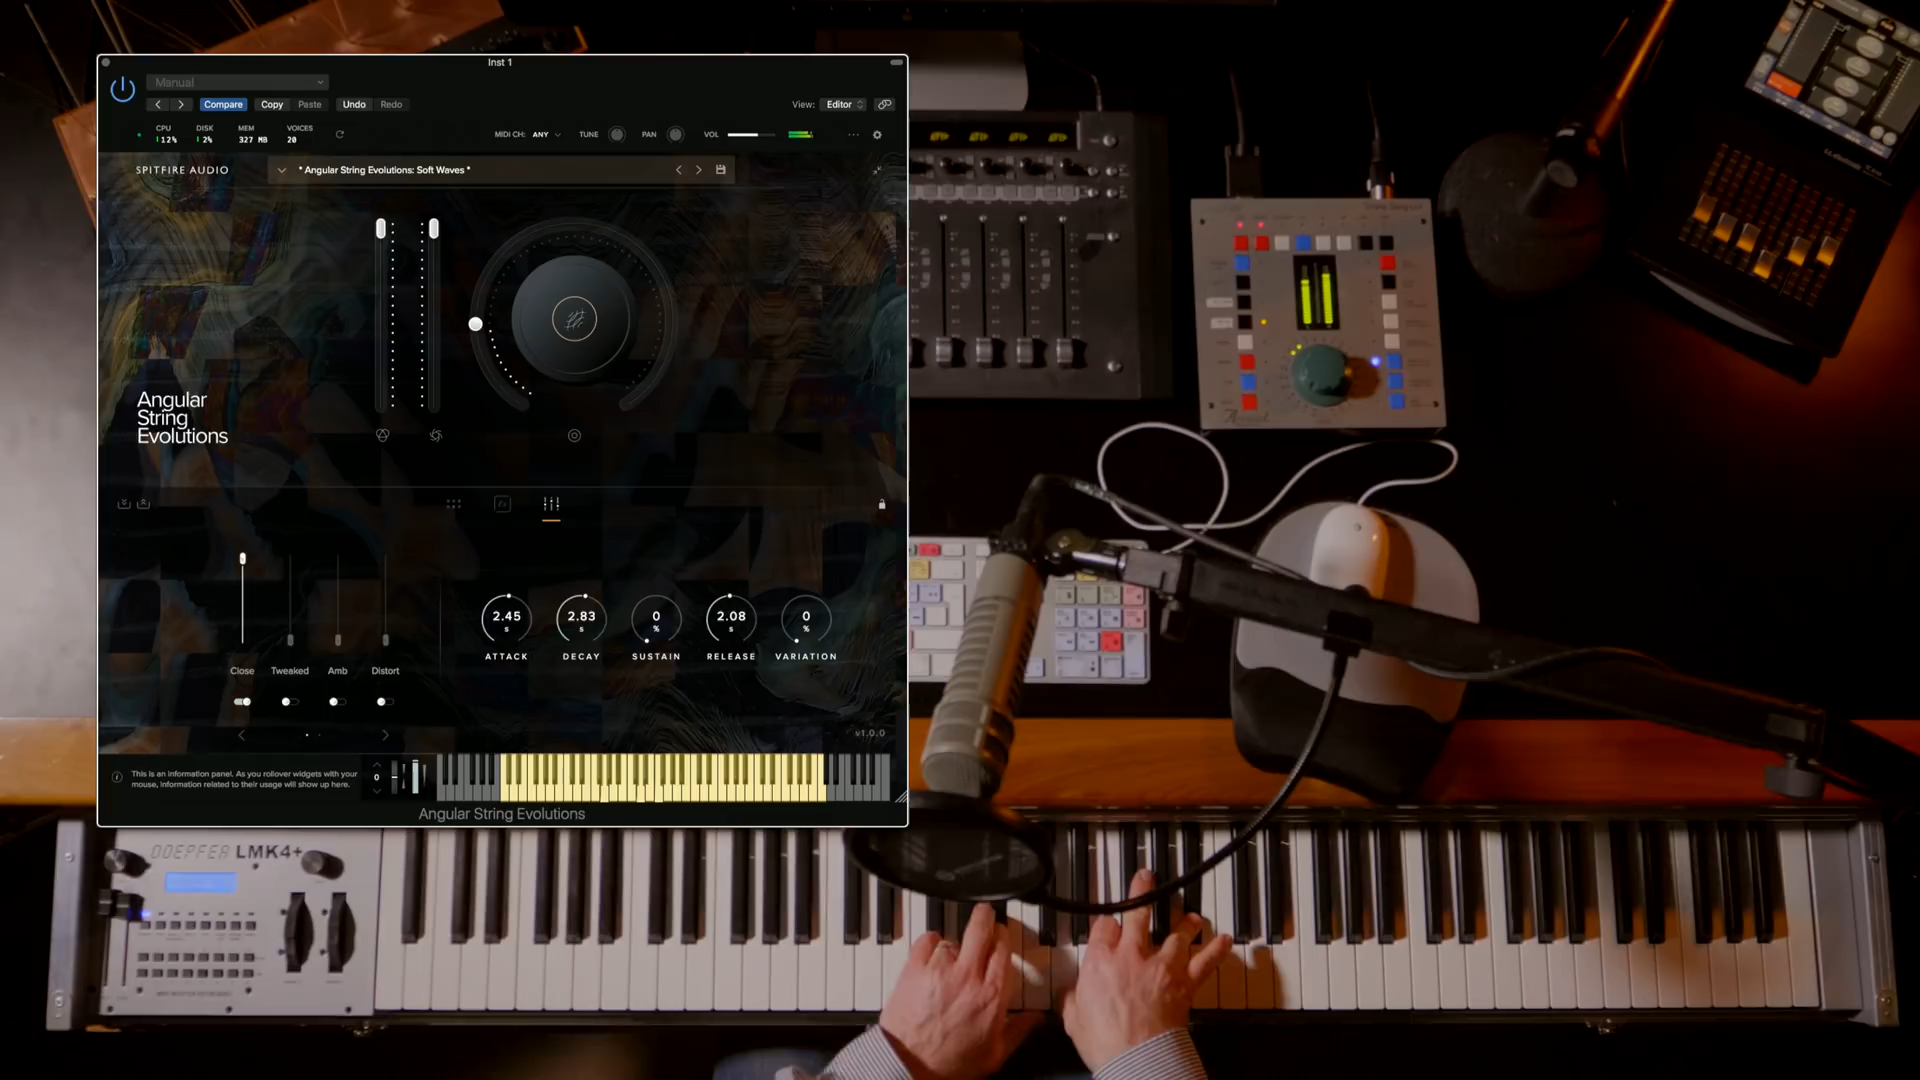 Inst 1
Manual
Compare
Copy
Paste
Undo
Redo
View:
Editor
CPU
12%
DISK
2%
MEM
327 MB
VOICES
20
MIDI CH:
ANY
TUNE
PAN
VOL
SPITFIRE AUDIO
* Angular String Evolutions: Soft Waves *
Angular
String
Evolutions
2.45
s
2.83
s
0
%
2.08
s
0
%
ATTACK
DECAY
SUSTAIN
RELEASE
VARIATION
Close
Tweaked
Amb
Distort
v1.0.0
This is an information panel. As you rollover widgets with your
mouse, information related to their usage will show up here.
0
Angular String Evolutions
DOEPFER LMK4+